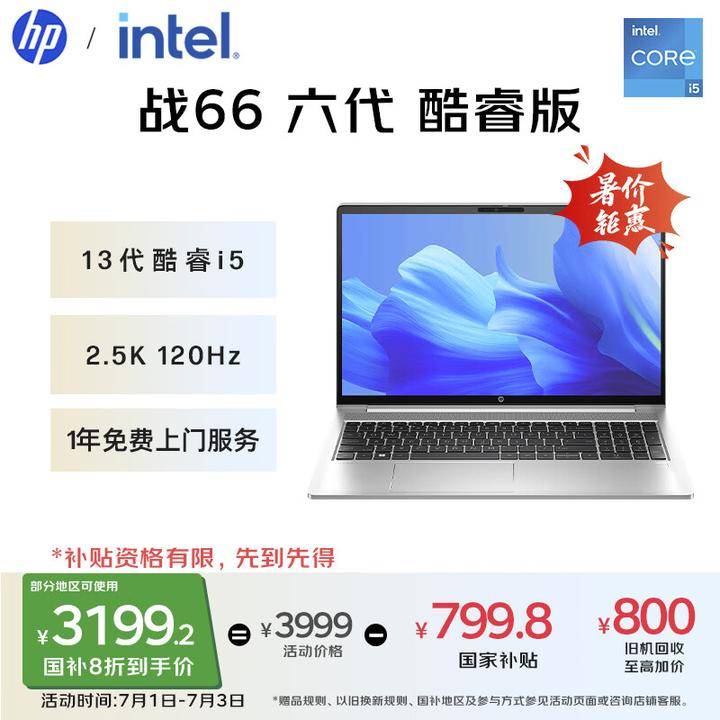 hp / intel.
intel.
CORE
i5
战66 六代 酷睿版
暑价
钜惠
13代酷睿i5
2.5K 120Hz
1年免费上门服务
hp
*补贴资格有限，先到先得
部分地区可使用
¥3199.2 = ¥3999 - ¥799.8 ¥800
国补8折到手价 活动价格 国家补贴 旧机回收
至高加价
活动时间:7月1日-7月3日
*赠品规则、以旧换新规则、国补地区及参与方式参见活动页面或咨询店铺客服。